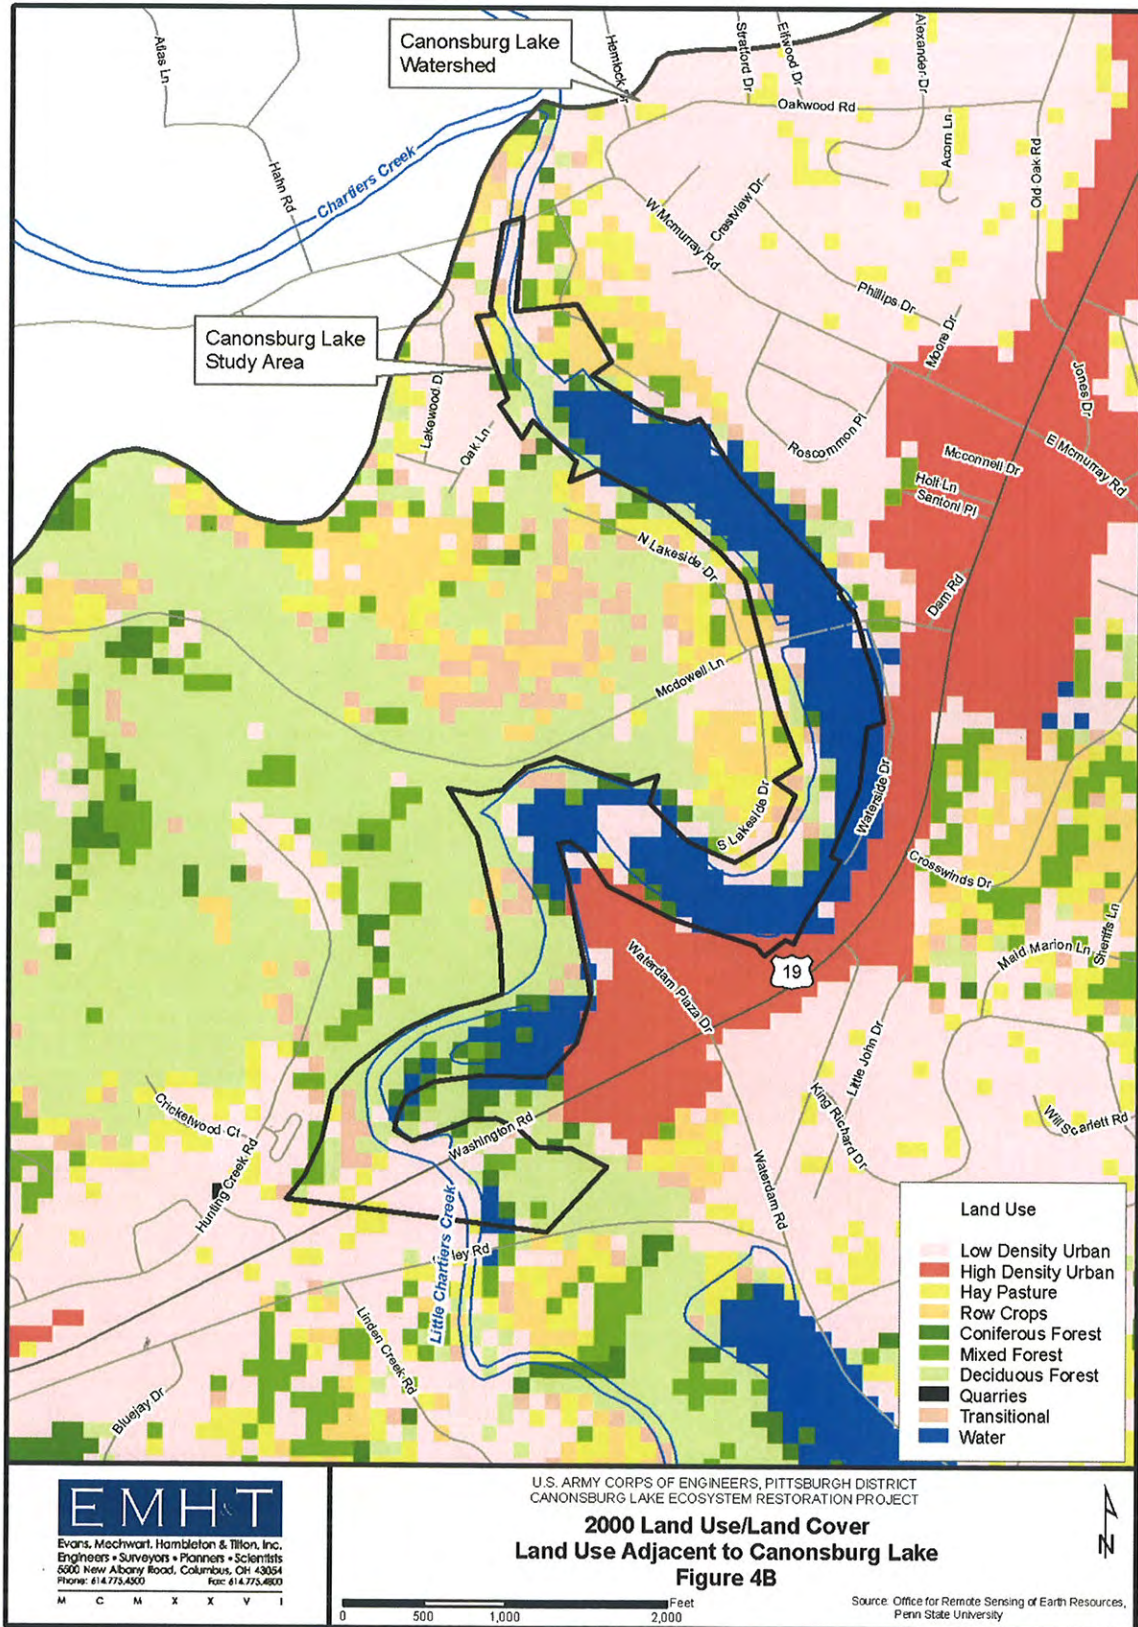 Canonsburg Lake
Watershed
Atlas Ln
Hemlock Dr
Stratford Dr
Elfwood Dr
Alexander Dr
Oakwood Rd
Acorn Ln
Old Oak Rd
Hahn Rd
Chartiers Creek
W Mcmurray Rd
Crestview Dr
Phillips Dr
Moore Dr
Canonsburg Lake
Study Area
Lakewood D
Oak Ln
Roscommon Pl
Jones Dr
E Mcmurray Rd
Mcconnell Dr
Holt Ln
Santoni Pl
N Lakeside Dr
Dam Rd
Mcdowell Ln
S Lakeside Dr
Waterside Dr
Crosswinds Dr
Sheriffs Ln
Maid Marion Ln
19
Waterdam Plaza Dr
Little John Dr
King Richard Dr
Will Scarlett Rd
Cricketwood Ct
Hunting Creek Rd
Washington Rd
Waterdam Rd
Little Chartiers Creek
ley Rd
Linden Creek Rd
Bluejay Dr
Land Use
Low Density Urban
High Density Urban
Hay Pasture
Row Crops
Coniferous Forest
Mixed Forest
Deciduous Forest
Quarries
Transitional
Water
EMH&T
Evans, Mechwart, Hambleton & Tilton, Inc.
Engineers • Surveyors • Planners • Scientists
5500 New Albany Road, Columbus, OH 43054
Phone: 614.775.4500 Fax: 614.775.4800
M C M X X V I
U.S. ARMY CORPS OF ENGINEERS, PITTSBURGH DISTRICT
CANONSBURG LAKE ECOSYSTEM RESTORATION PROJECT
2000 Land Use/Land Cover
Land Use Adjacent to Canonsburg Lake
Figure 4B
N
Feet
0 500 1,000 2,000
Source: Office for Remote Sensing of Earth Resources,
Penn State University